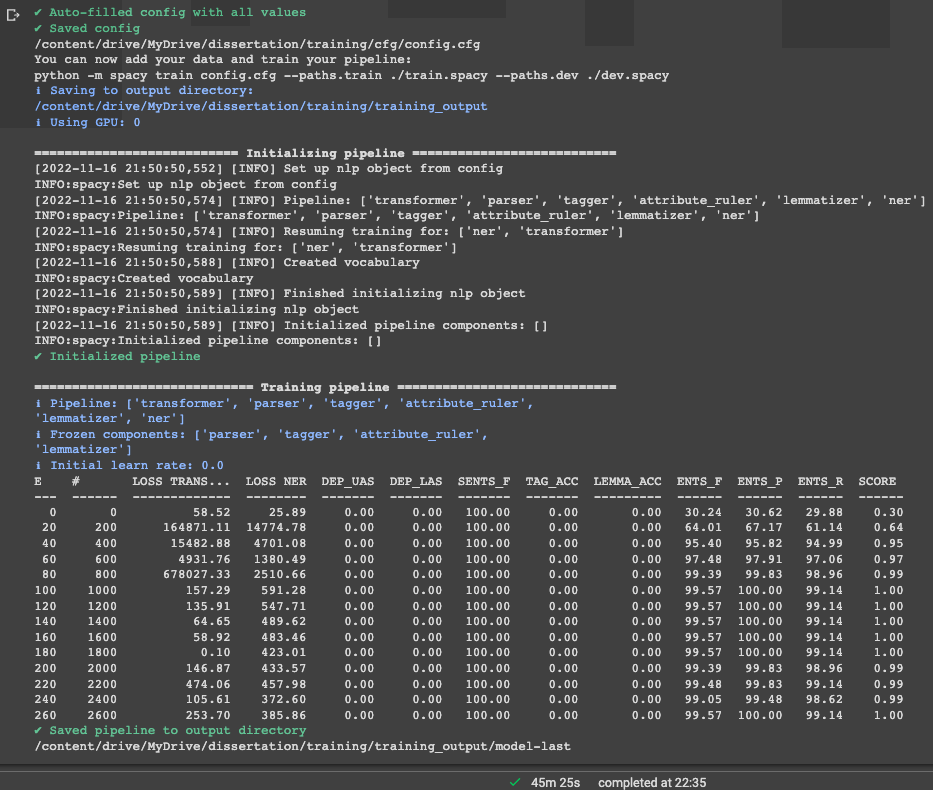 ✔ Auto-filled config with all values
✔ Saved config
/content/drive/MyDrive/dissertation/training/cfg/config.cfg
You can now add your data and train your pipeline:
python -m spacy train config.cfg --paths.train ./train.spacy --paths.dev ./dev.spacy
ℹ Saving to output directory:
/content/drive/MyDrive/dissertation/training/training_output
ℹ Using GPU: 0
=========================== Initializing pipeline ===========================
[2022-11-16 21:50:50,552] [INFO] Set up nlp object from config
INFO:spacy:Set up nlp object from config
[2022-11-16 21:50:50,574] [INFO] Pipeline: ['transformer', 'parser', 'tagger', 'attribute_ruler', 'lemmatizer', 'ner']
INFO:spacy:Pipeline: ['transformer', 'parser', 'tagger', 'attribute_ruler', 'lemmatizer', 'ner']
[2022-11-16 21:50:50,574] [INFO] Resuming training for: ['ner', 'transformer']
INFO:spacy:Resuming training for: ['ner', 'transformer']
[2022-11-16 21:50:50,588] [INFO] Created vocabulary
INFO:spacy:Created vocabulary
[2022-11-16 21:50:50,589] [INFO] Finished initializing nlp object
INFO:spacy:Finished initializing nlp object
[2022-11-16 21:50:50,589] [INFO] Initialized pipeline components: []
INFO:spacy:Initialized pipeline components: []
✔ Initialized pipeline
============================= Training pipeline =============================
ℹ Pipeline: ['transformer', 'parser', 'tagger', 'attribute_ruler',
'lemmatizer', 'ner']
ℹ Frozen components: ['parser', 'tagger', 'attribute_ruler',
'lemmatizer']
ℹ Initial learn rate: 0.0
E # LOSS TRANS... LOSS NER DEP_UAS DEP_LAS SENTS_F TAG_ACC LEMMA_ACC ENTS_F ENTS_P ENTS_R SCORE
--- ------ ------------- -------- ------- ------- ------- ------- --------- ------ ------ ------ ------
0 0 58.52 25.89 0.00 0.00 100.00 0.00 0.00 30.24 30.62 29.88 0.30
20 200 164871.11 14774.78 0.00 0.00 100.00 0.00 0.00 64.01 67.17 61.14 0.64
40 400 15482.88 4701.08 0.00 0.00 100.00 0.00 0.00 95.40 95.82 94.99 0.95
60 600 4931.76 1380.49 0.00 0.00 100.00 0.00 0.00 97.48 97.91 97.06 0.97
80 800 678027.33 2510.66 0.00 0.00 100.00 0.00 0.00 99.39 99.83 98.96 0.99
100 1000 157.29 591.28 0.00 0.00 100.00 0.00 0.00 99.57 100.00 99.14 1.00
120 1200 135.91 547.71 0.00 0.00 100.00 0.00 0.00 99.57 100.00 99.14 1.00
140 1400 64.65 489.62 0.00 0.00 100.00 0.00 0.00 99.57 100.00 99.14 1.00
160 1600 58.92 483.46 0.00 0.00 100.00 0.00 0.00 99.57 100.00 99.14 1.00
180 1800 0.10 423.01 0.00 0.00 100.00 0.00 0.00 99.57 100.00 99.14 1.00
200 2000 146.87 433.57 0.00 0.00 100.00 0.00 0.00 99.39 99.83 98.96 0.99
220 2200 474.06 457.98 0.00 0.00 100.00 0.00 0.00 99.48 99.83 99.14 0.99
240 2400 105.61 372.60 0.00 0.00 100.00 0.00 0.00 99.05 99.48 98.62 0.99
260 2600 253.70 385.86 0.00 0.00 100.00 0.00 0.00 99.57 100.00 99.14 1.00
✔ Saved pipeline to output directory
/content/drive/MyDrive/dissertation/training/training_output/model-last
✓ 45m 25s completed at 22:35